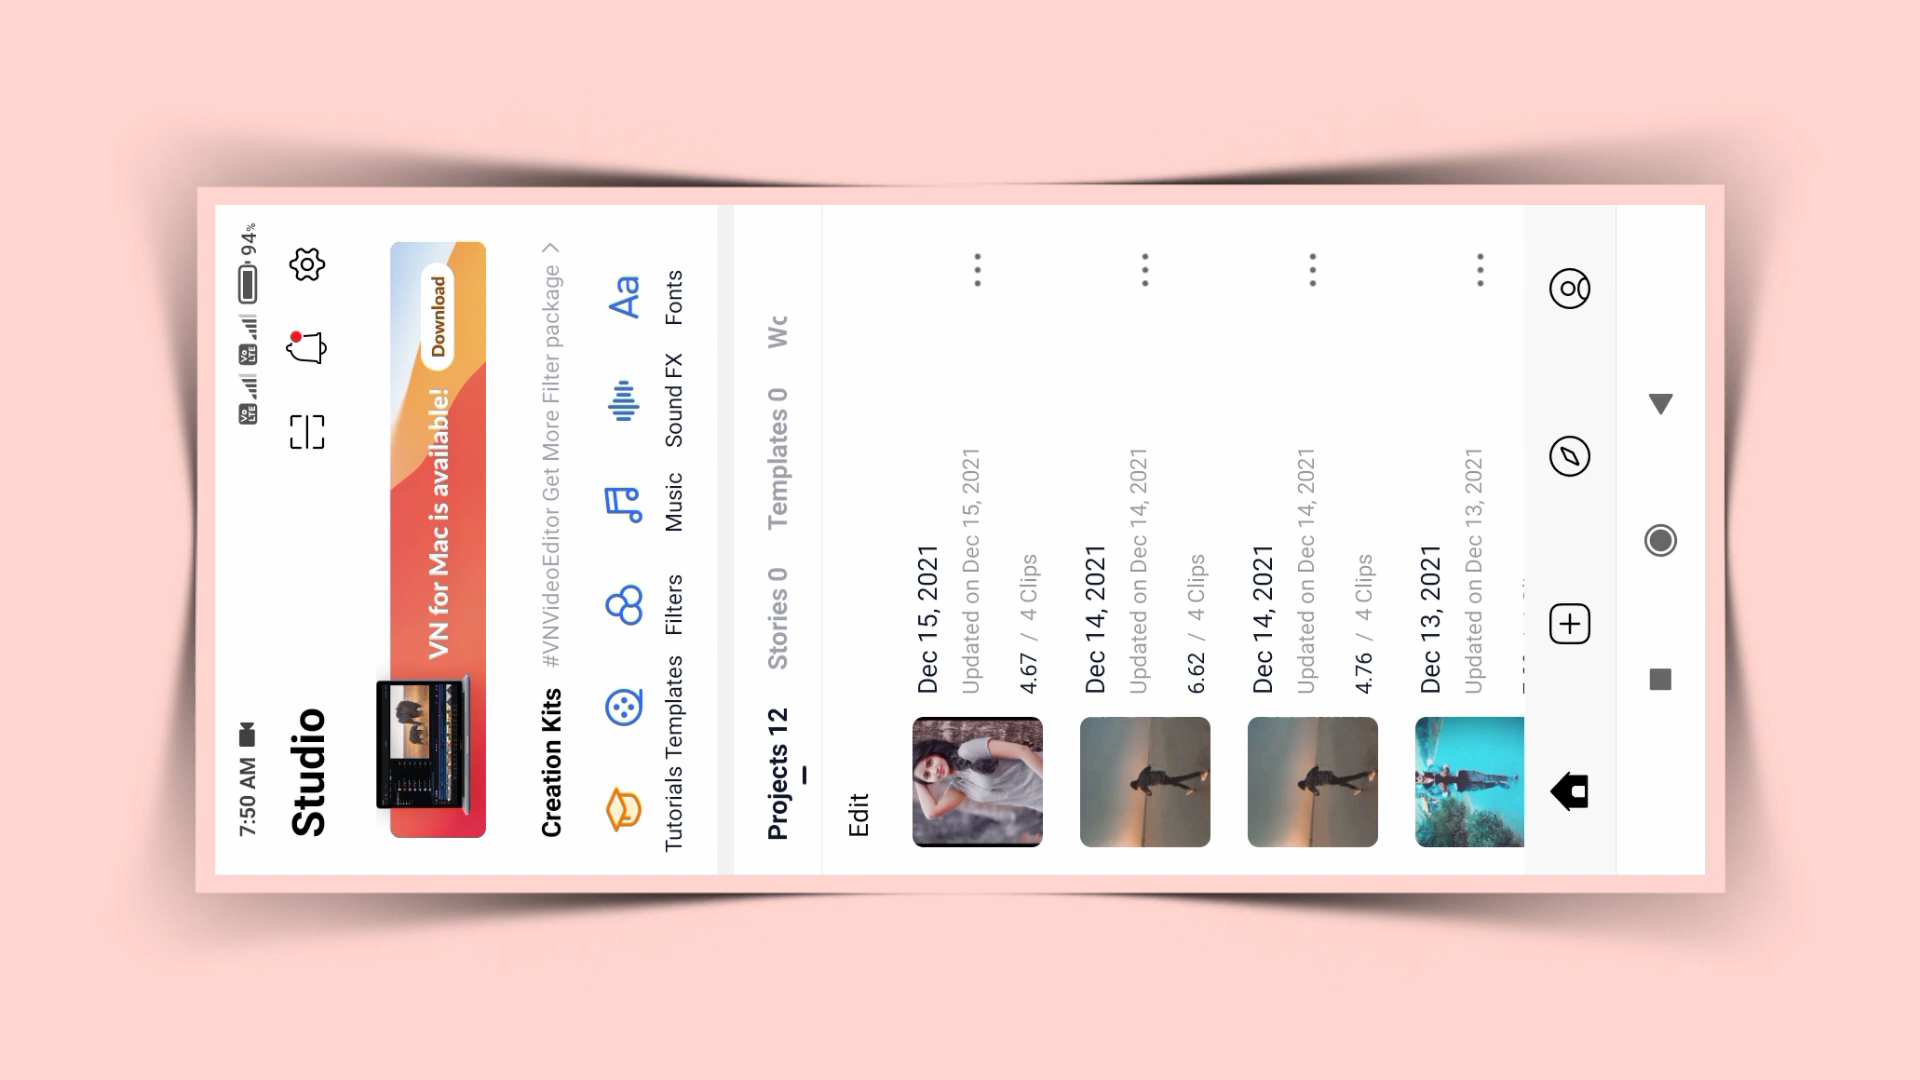 7:50 AM Vo LTE Vo LTE 94%
Studio
VN for Mac is available! Download
Creation Kits #VNVideoEditor Get More Filter package >
Aa
Tutorials Templates Filters Music Sound FX Fonts
Projects 12 Stories 0 Templates 0
Edit
Dec 15, 2021
Updated on Dec 15, 2021
4.67 / 4 Clips
Dec 14, 2021
Updated on Dec 14, 2021
6.62 / 4 Clips
Dec 14, 2021
Updated on Dec 14, 2021
4.76 / 4 Clips
Dec 13, 2021
Updated on Dec 13, 2021